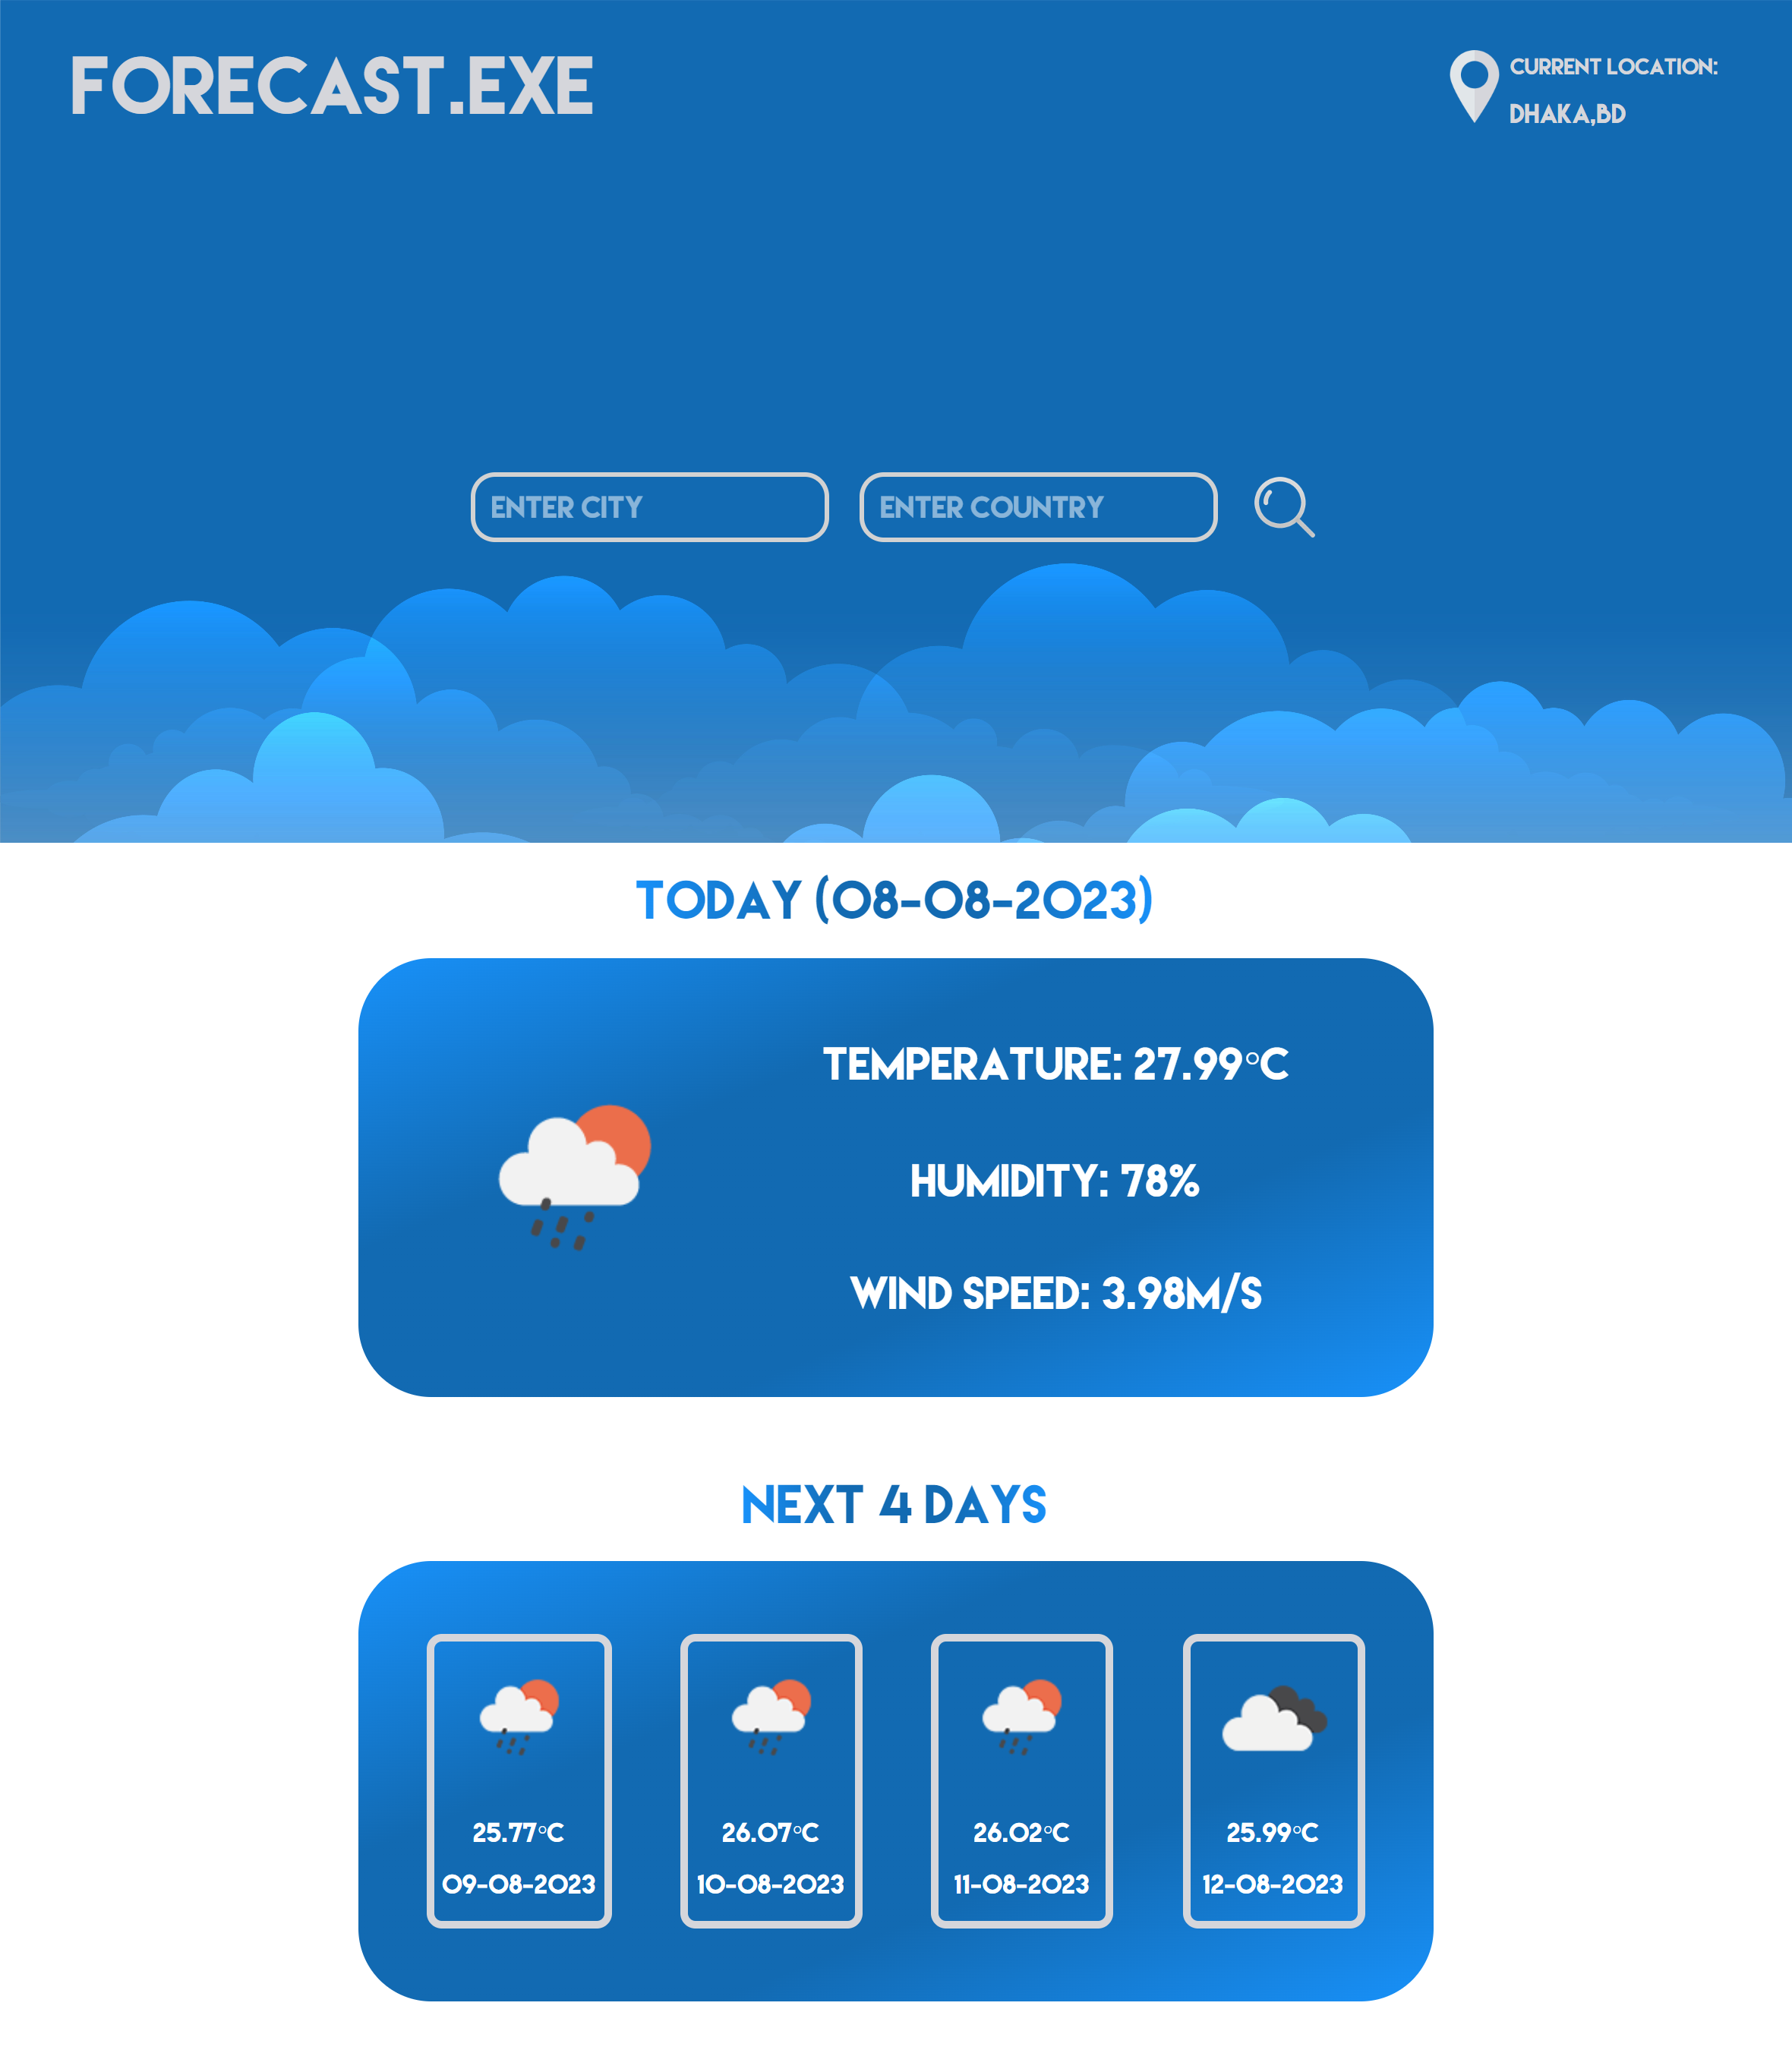 FORECAST.EXE
CURRENT LOCATION:
DHAKA,BD
ENTER CITY
ENTER COUNTRY
TODAY (08-08-2023)
TEMPERATURE: 27.99°C
HUMIDITY: 78%
WIND SPEED: 3.98M/S
NEXT 4 DAYS
25.77°C
09-08-2023
26.07°C
10-08-2023
26.02°C
11-08-2023
25.99°C
12-08-2023